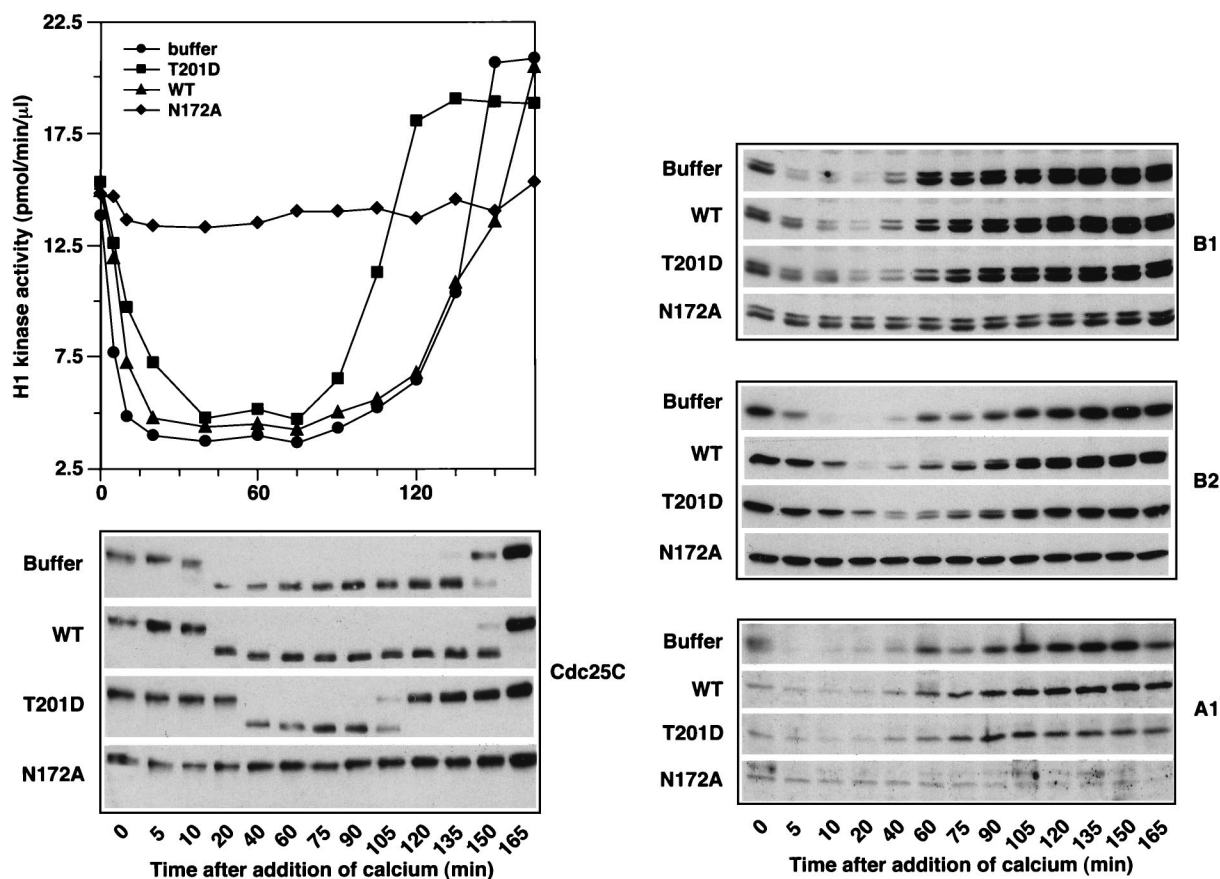 H1 kinase activity (pmol/min/µl)
22.5
17.5
12.5
7.5
2.5
buffer
T201D
WT
N172A
0
60
120
Buffer
WT
T201D
N172A
Cdc25C
0 5 10 20 40 60 75 90 105 120 135 150 165
Time after addition of calcium (min)
Buffer
WT
T201D
N172A
B1
Buffer
WT
T201D
N172A
B2
Buffer
WT
T201D
N172A
A1
0 5 10 20 40 60 75 90 105 120 135 150 165
Time after addition of calcium (min)